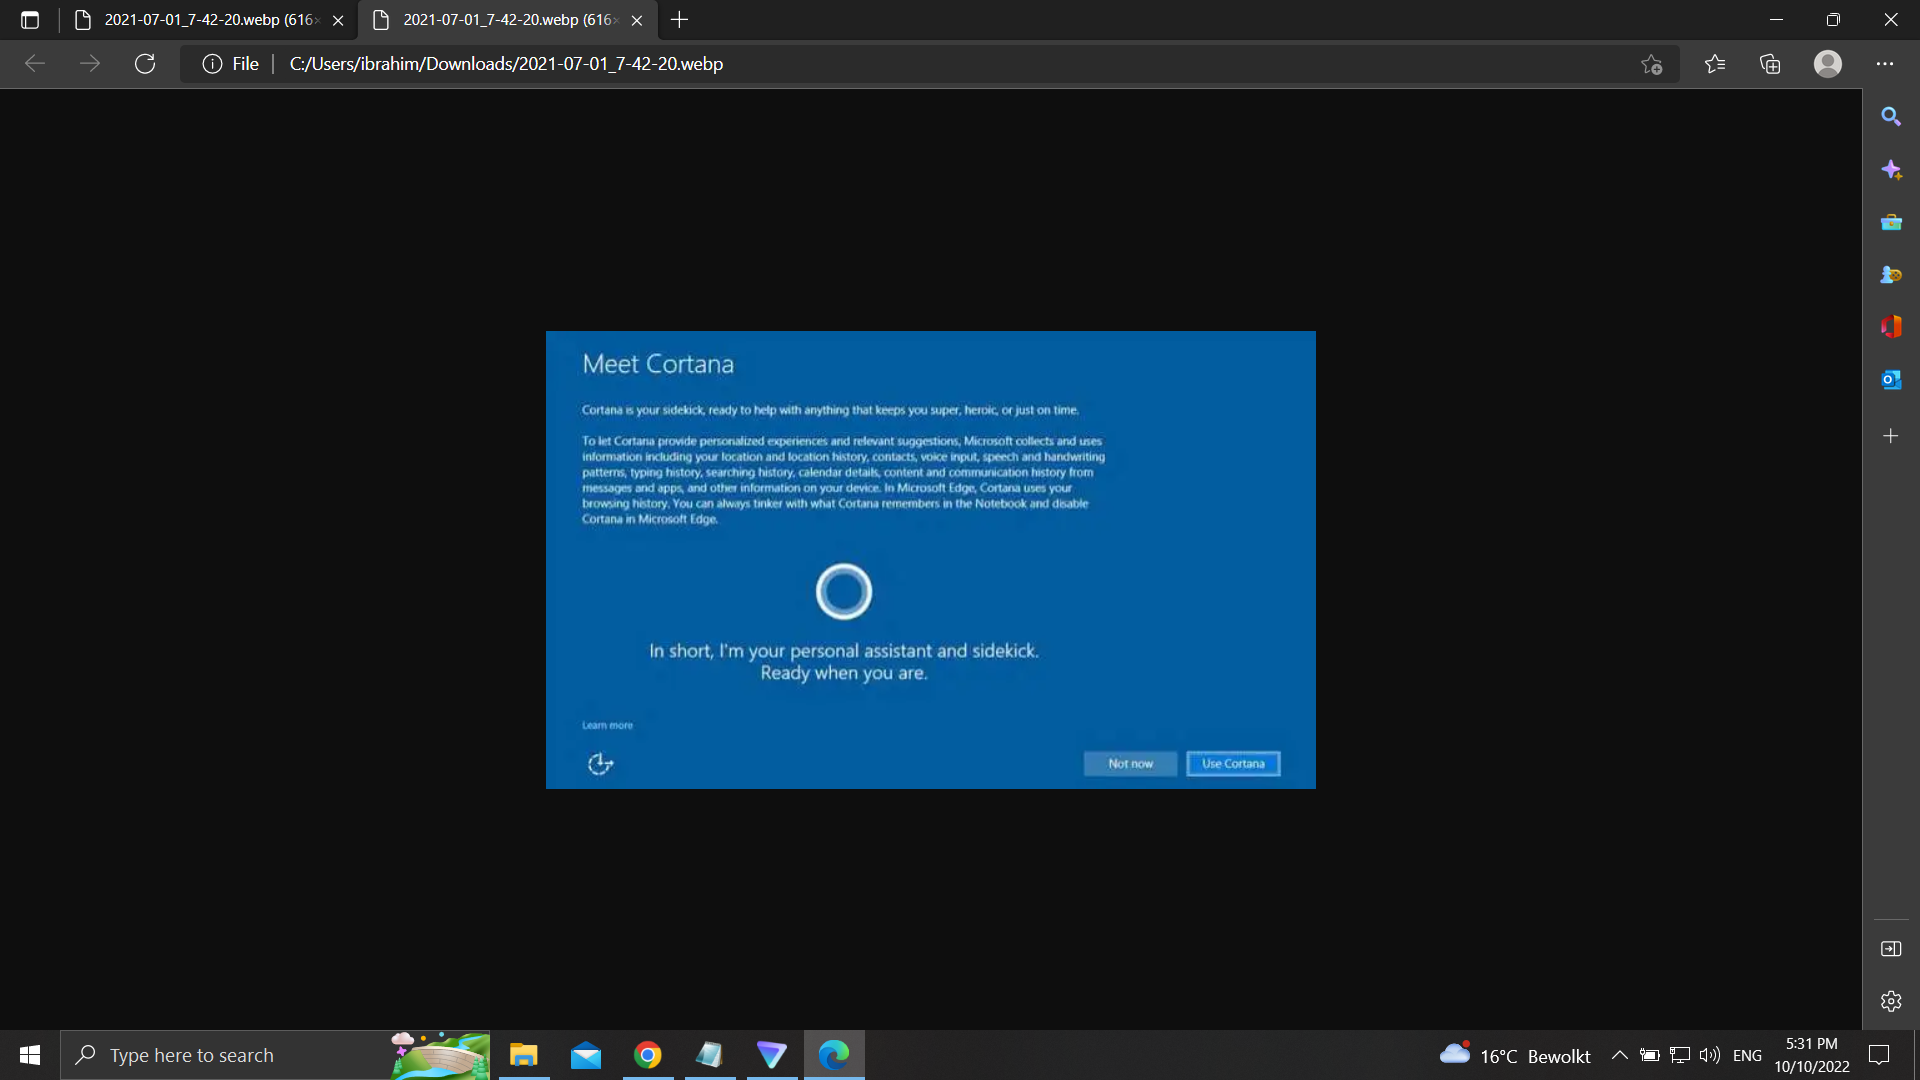 2021-07-01_7-42-20.webp (616×
2021-07-01_7-42-20.webp (616×
File
C:/Users/ibrahim/Downloads/2021-07-01_7-42-20.webp
Meet Cortana
Cortana is your sidekick, ready to help with anything that keeps you super, heroic, or just on time.
To let Cortana provide personalized experiences and relevant suggestions, Microsoft collects and uses
information including your location and location history, contacts, voice input, speech and handwriting
patterns, typing history, searching history, calendar details, content and communication history from
messages and apps, and other information on your device. In Microsoft Edge, Cortana uses your
browsing history. You can always tinker with what Cortana remembers in the Notebook and disable
Cortana in Microsoft Edge.
In short, I'm your personal assistant and sidekick.
Ready when you are.
Learn more
Not now
Use Cortana
Type here to search
16°C Bewolkt
ENG
5:31 PM
10/10/2022